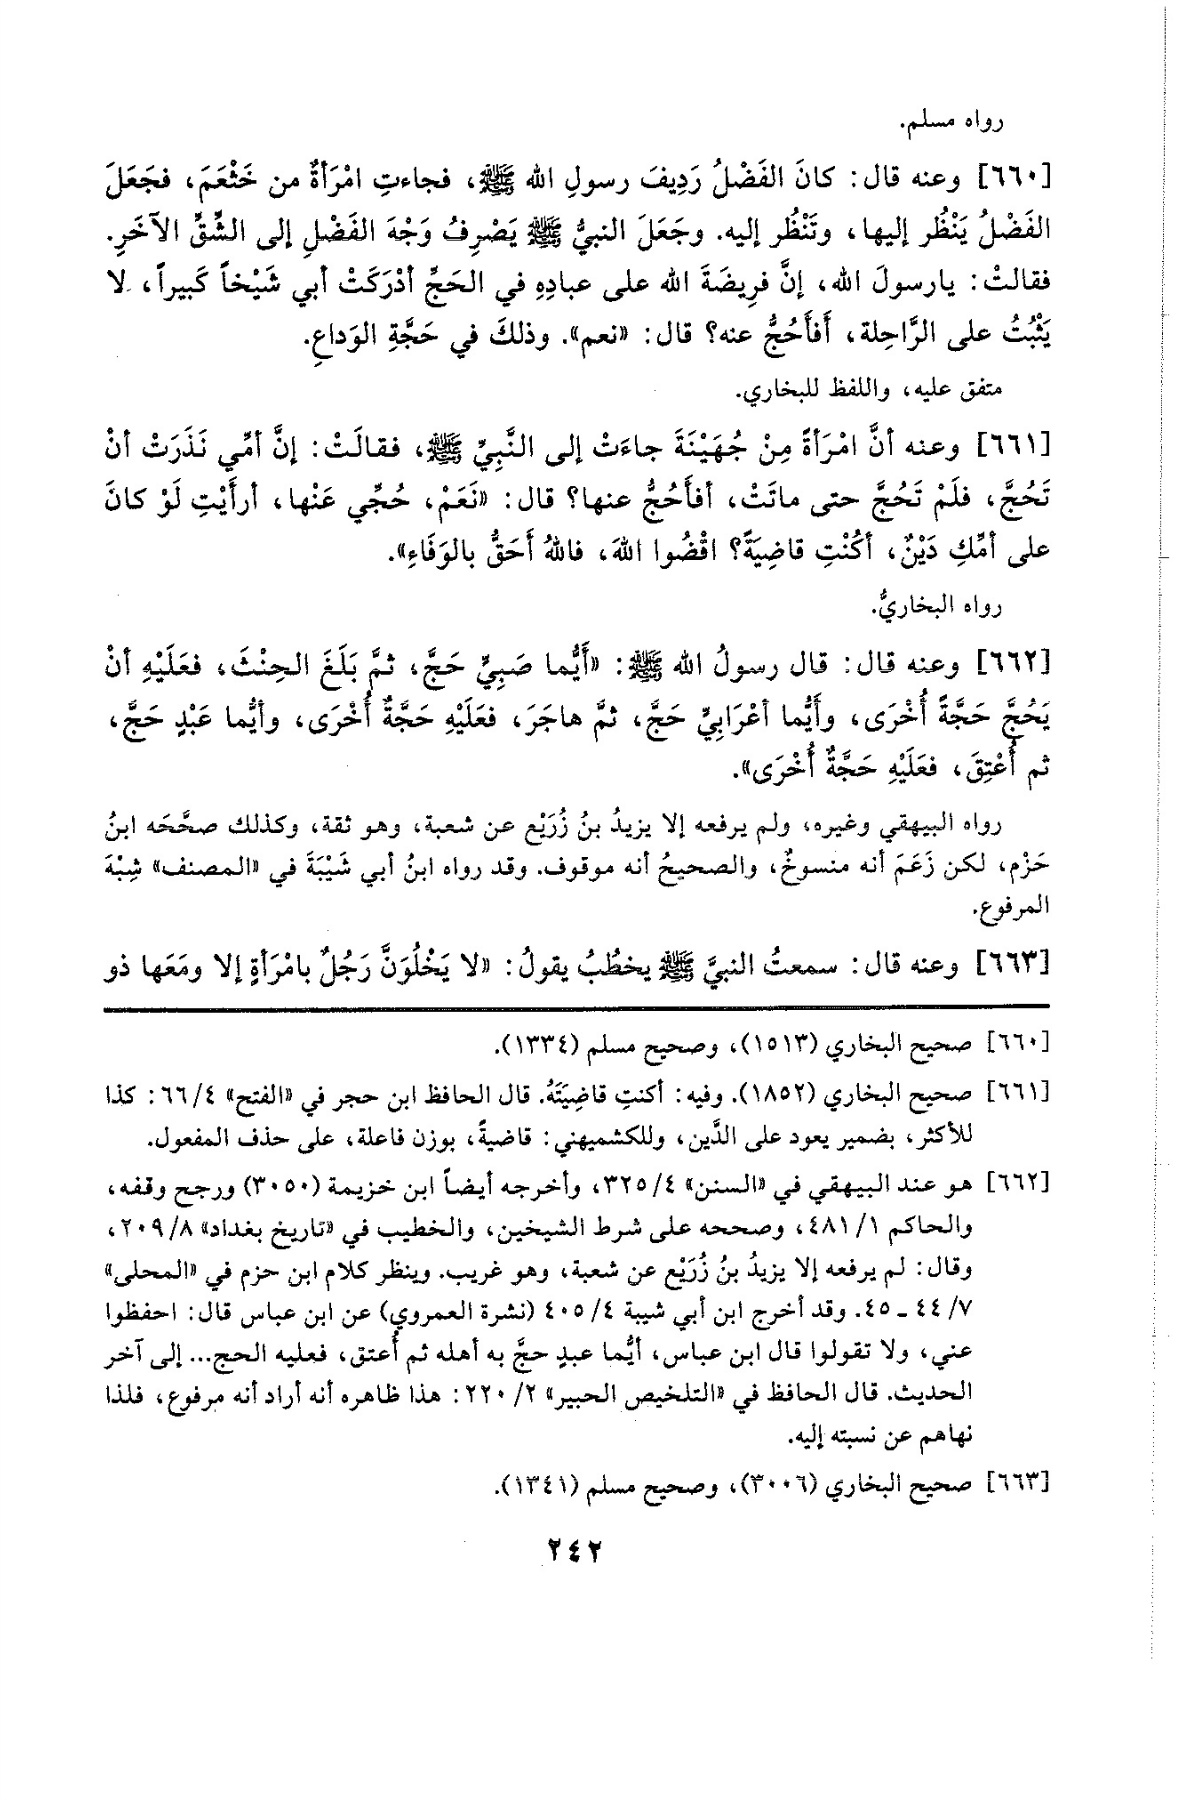 رواه مسلم.
[٦٦٠] وعنه قال: كانَ الفَضْلُ رَدِيفَ رسولِ الله ﷺ، فجاءتِ امْرَأةٌ من خَثْعَمَ، فجَعَلَ
الفَضْلُ يَنْظُر إليها، وتَنْظُر إليه. وجَعَلَ النبيُّ ﷺ يَصْرِفُ وَجْهَ الفَضْلِ إلى الشِّقِّ الآخَرِ.
فقالتْ: يارسولَ الله، إنَّ فرِيضَةَ الله على عبادِهِ في الحَجِّ أدْرَكَتْ أبي شَيْخاً كَبيراً، لا
يَثْبُتُ على الرَّاحِلة، أَفأَحُجُّ عنه؟ قال: «نعم». وذلكَ في حَجَّةِ الوَداعِ.
متفق عليه، واللفظ للبخاري.
[٦٦١] وعنه أنَّ امْرَأةً مِنْ جُهَيْنَةَ جاءَتْ إلى النَّبِيِّ ﷺ، فقالَتْ: إنَّ أمِّي نَذَرَتْ أنْ
تَحُجَّ، فلَمْ تَحُجَّ حتى ماتَتْ، أفأَحُجُّ عنها؟ قال: «نَعَمْ، حُجِّي عَنْها، أرأَيْتِ لَوْ كانَ
على أمِّكِ دَيْنٌ، أكُنْتِ قاضِيَةً؟ اقْضُوا اللهَ، فاللهُ أَحَقُّ بالوَفَاءِ».
رواه البخاريُّ.
[٦٦٢] وعنه قال: قال رسولُ الله ﷺ: «أَيُّما صَبِيٍّ حَجَّ، ثمَّ بَلَغَ الحِنْثَ، فعَلَيْهِ أنْ
يَحُجَّ حَجَّةً أُخْرَى، وأَيُّما أعْرَابِيٍّ حَجَّ، ثمَّ هاجَرَ، فعَلَيْهِ حَجَّةٌ أُخْرَى، وأيُّما عَبْدٍ حَجَّ،
ثم أُعْتِقَ، فعَلَيْهِ حَجَّةٌ أُخْرَى».
رواه البيهقي وغيره، ولم يرفعه إلا يزيدُ بنُ زُرَيْع عن شعبة، وهو ثقة، وكذلك صحَّحَه ابنُ
حَزْم، لكن زَعَمَ أنه منسوخٌ، والصحيحُ أنه موقوف. وقد رواه ابنُ أبي شَيْبَةَ في «المصنف» شِبْهَ
المرفوع.
[٦٦٣] وعنه قال: سمعتُ النبيَّ ﷺ يخطُبُ يقولُ: «لا يَخْلُوَنَّ رَجُلٌ بامْرَأةٍ إلا ومَعَها ذو
[٦٦٠] صحيح البخاري (١٥١٣)، وصحيح مسلم (١٣٣٤).
[٦٦١] صحيح البخاري (١٨٥٢). وفيه: أكنتِ قاضِيَتَهُ. قال الحافظ ابن حجر في «الفتح» ٤/ ٦٦: كذا
للأكثر، بضمير يعود على الدَّين، وللكشميهني: قاضيةً، بوزن فاعلة، على حذف المفعول.
[٦٦٢] هو عند البيهقي في «السنن» ٤/ ٣٢٥، وأخرجه أيضاً ابن خزيمة (٣٠٥٠) ورجح وقفه،
والحاكم ١/ ٤٨١، وصححه على شرط الشيخين، والخطيب في «تاريخ بغداد» ٨/ ٢٠٩،
وقال: لم يرفعه إلا يزيدُ بنُ زُرَيْع عن شعبة، وهو غريب. وينظر كلام ابن حزم في «المحلى»
٧/ ٤٤ ـ ٤٥. وقد أخرج ابن أبي شيبة ٤/ ٤٠٥ (نشرة العمروي) عن ابن عباس قال: احفظوا
عني، ولا تقولوا قال ابن عباس، أيُّما عبدٍ حجَّ به أهله ثم أُعتق، فعليه الحج... إلى آخر
الحديث. قال الحافظ في «التلخيص الحبير» ٢/ ٢٢٠: هذا ظاهره أنه أراد أنه مرفوع، فلذا
نهاهم عن نسبته إليه.
[٦٦٣] صحيح البخاري (٣٠٠٦)، وصحيح مسلم (١٣٤١).
٢٤٢